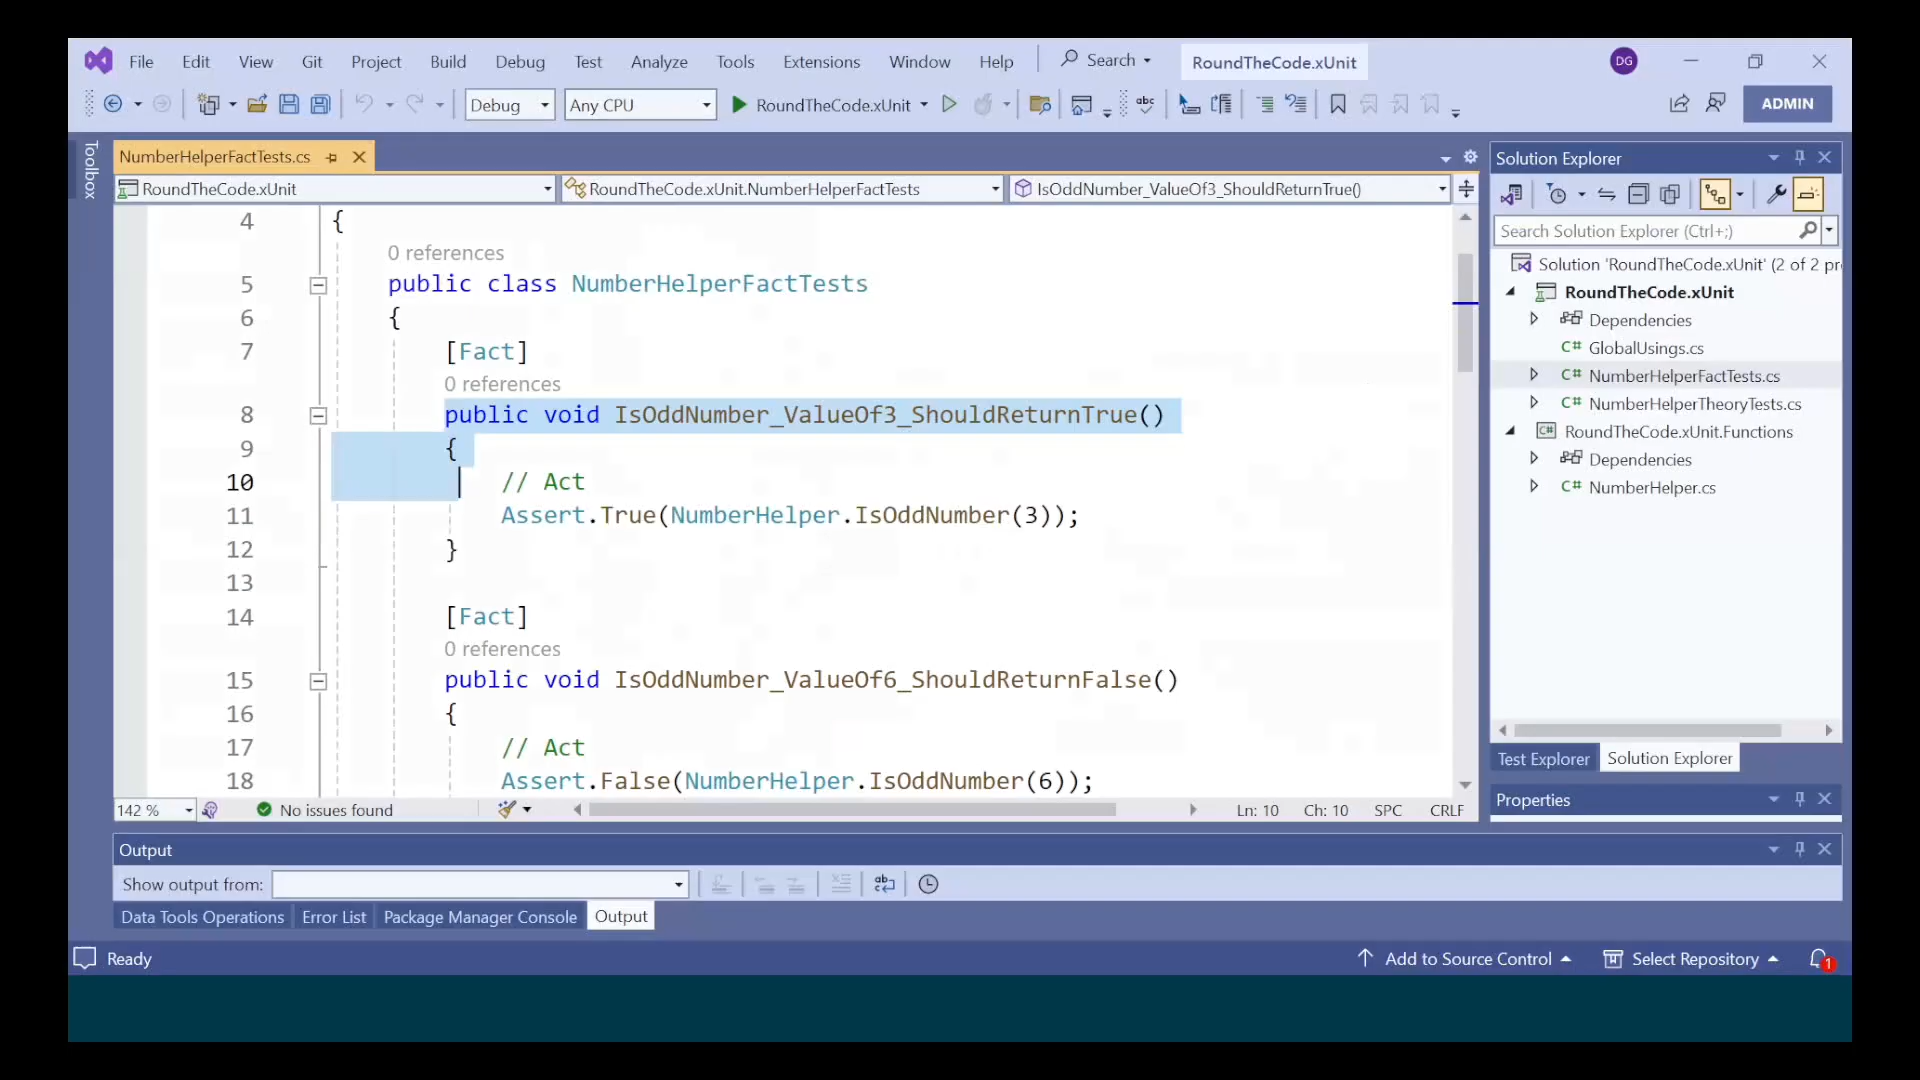 File Edit View Git Project Build Debug Test Analyze Tools Extensions Window Help Search RoundTheCode.xUnit DG
Debug Any CPU RoundTheCode.xUnit abc ADMIN
Toolbox
NumberHelperFactTests.cs
RoundTheCode.xUnit RoundTheCode.xUnit.NumberHelperFactTests IsOddNumber_ValueOf3_ShouldReturnTrue()
4 {
0 references
5 public class NumberHelperFactTests
6 {
7 [Fact]
0 references
8 public void IsOddNumber_ValueOf3_ShouldReturnTrue()
9 {
10 // Act
11 Assert.True(NumberHelper.IsOddNumber(3));
12 }
13
14 [Fact]
0 references
15 public void IsOddNumber_ValueOf6_ShouldReturnFalse()
16 {
17 // Act
18 Assert.False(NumberHelper.IsOddNumber(6));
142 % No issues found Ln: 10 Ch: 10 SPC CRLF
Solution Explorer
Search Solution Explorer (Ctrl+;)
Solution 'RoundTheCode.xUnit' (2 of 2 pr
RoundTheCode.xUnit
Dependencies
C# GlobalUsings.cs
C# NumberHelperFactTests.cs
C# NumberHelperTheoryTests.cs
C# RoundTheCode.xUnit.Functions
Dependencies
C# NumberHelper.cs
Test Explorer Solution Explorer
Properties
Output
Show output from:
Data Tools Operations Error List Package Manager Console Output
Ready Add to Source Control Select Repository 1